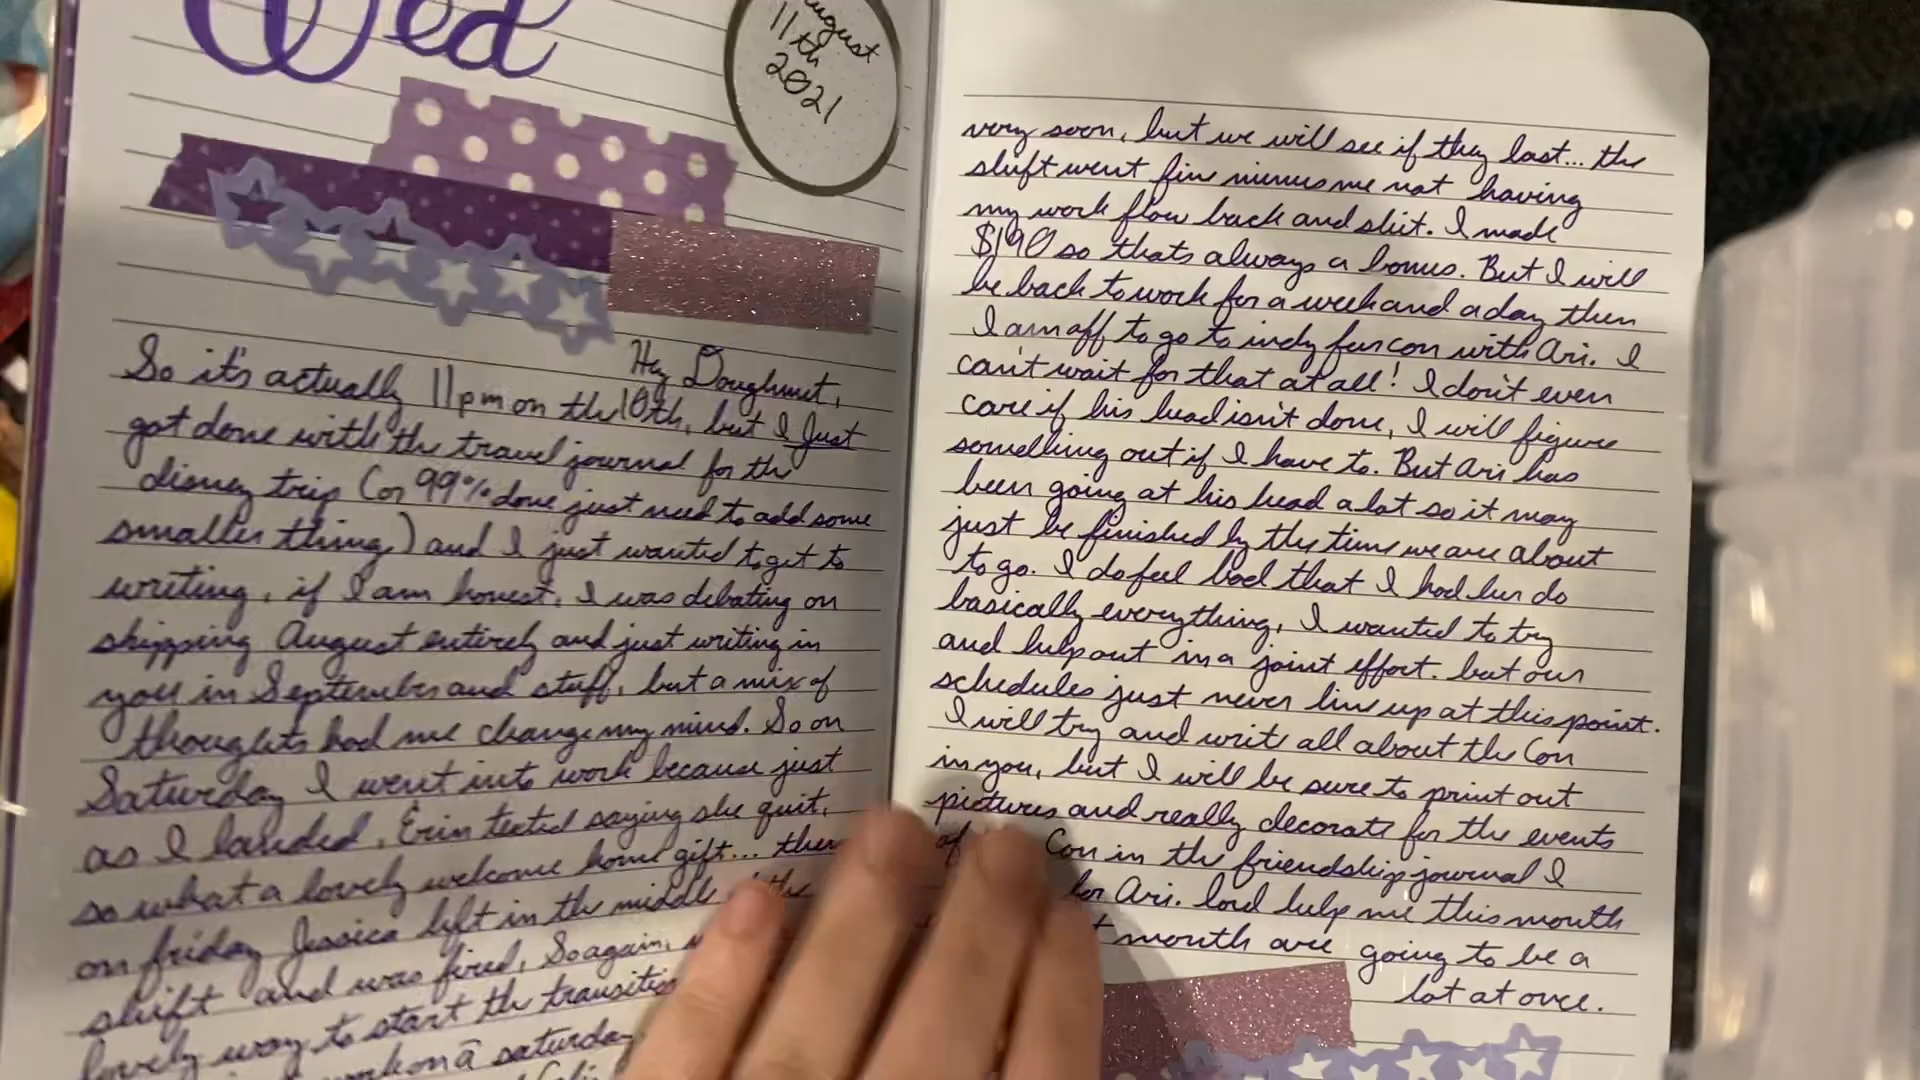 Wed
August
11th
2021
Hey Doughnut,
So it's actually 11pm on the 10th, but I Just
got done with the travel journal for the
disney trip (or 99% done just need to add some
smaller things) and I just wanted to get to
writing, if I am honest, I was debating on
skipping August entirely and just writing in
you in September and stuff, but a mix of
thoughts had me change my mind. So on
Saturday I went into work because just
as I landed, Erin texted saying she quit,
so what a lovely welcome home gift... then
on friday Jessica left in the middle of the
shift and was fired, So again,
lovely way to start the transition
work on a saturday
very soon, but we will see if they last... the
shift went fine minus me not having
my work flow back and shit. I made
$190 so thats always a bonus. But I will
be back to work for a week and a day then
I am off to go to indy fur con with Ari. I
can't wait for that at all! I don't even
care if his head isn't done, I will figure
something out if I have to. But Ari has
been going at his head a lot so it may
just be finished by the time we are about
to go. I do feel bad that I had her do
basically everything, I wanted to try
and help out in a joint effort. but our
schedules just never line up at this point.
I will try and write all about the Con
in you, but I will be sure to print out
pictures and really decorate for the events
of Con in the friendship journal I
for Ari. lord help me this month
month are going to be a
lot at once.